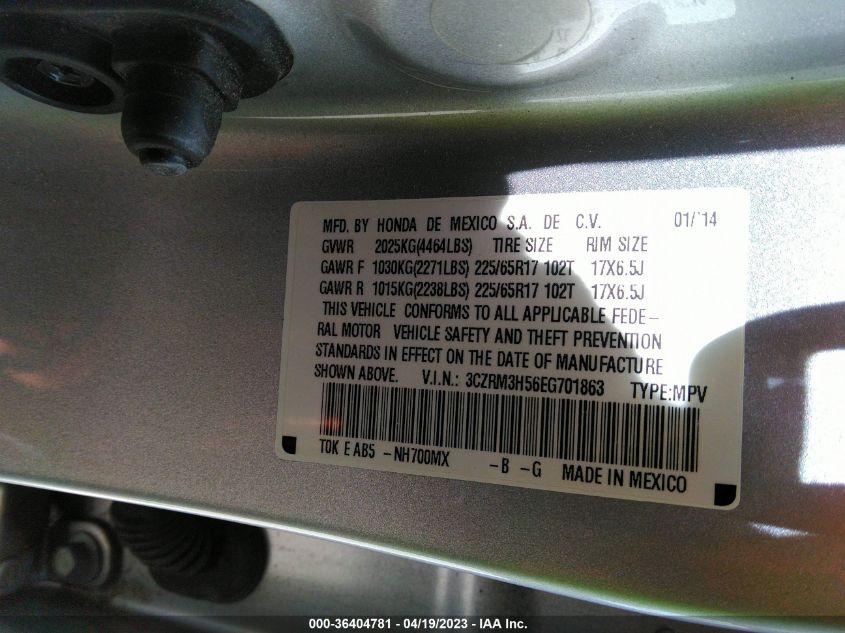 MFD. BY HONDA DE MEXICO S.A. DE C.V. 01/'14
GVWR 2025KG(4464LBS) TIRE SIZE RIM SIZE
GAWR F 1030KG(2271LBS) 225/65R17 102T 17X6.5J
GAWR R 1015KG(2238LBS) 225/65R17 102T 17X6.5J
THIS VEHICLE CONFORMS TO ALL APPLICABLE FEDE-
RAL MOTOR VEHICLE SAFETY AND THEFT PREVENTION
STANDARDS IN EFFECT ON THE DATE OF MANUFACTURE
SHOWN ABOVE. V.I.N.: 3CZRM3H56EG701863 TYPE:MPV
T0K E AB5 -NH700MX -B -G MADE IN MEXICO
000-36404781 - 04/19/2023 - IAA Inc.